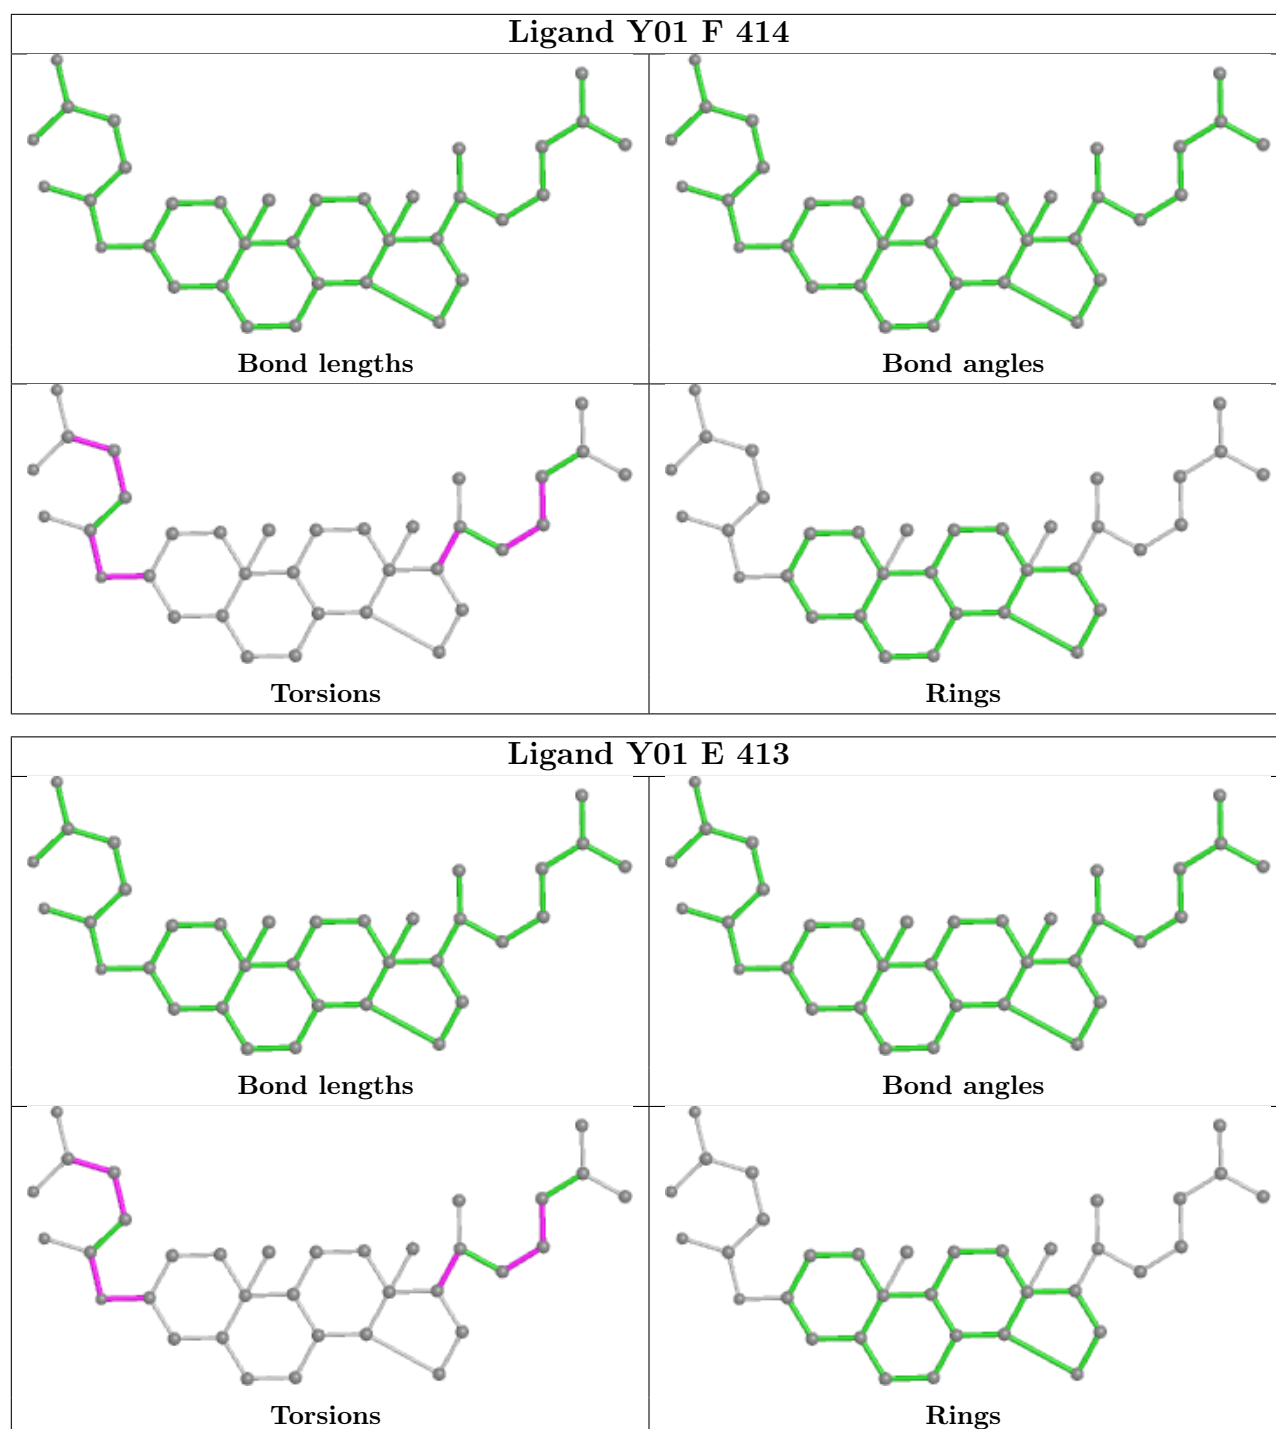 Ligand Y01 F 414
Bond lengths
Bond angles
Torsions
Rings
Ligand Y01 E 413
Bond lengths
Bond angles
Torsions
Rings